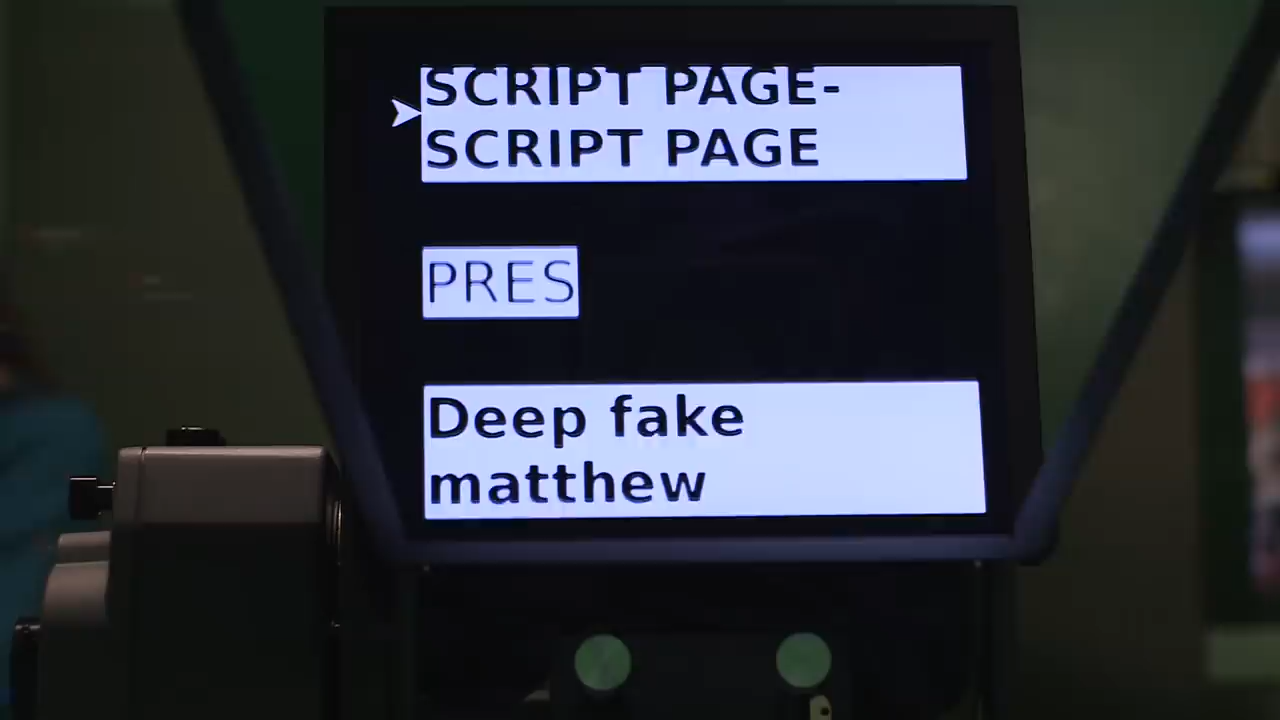 SCRIPT PAGE-
SCRIPT PAGE
PRES
Deep fake
matthew